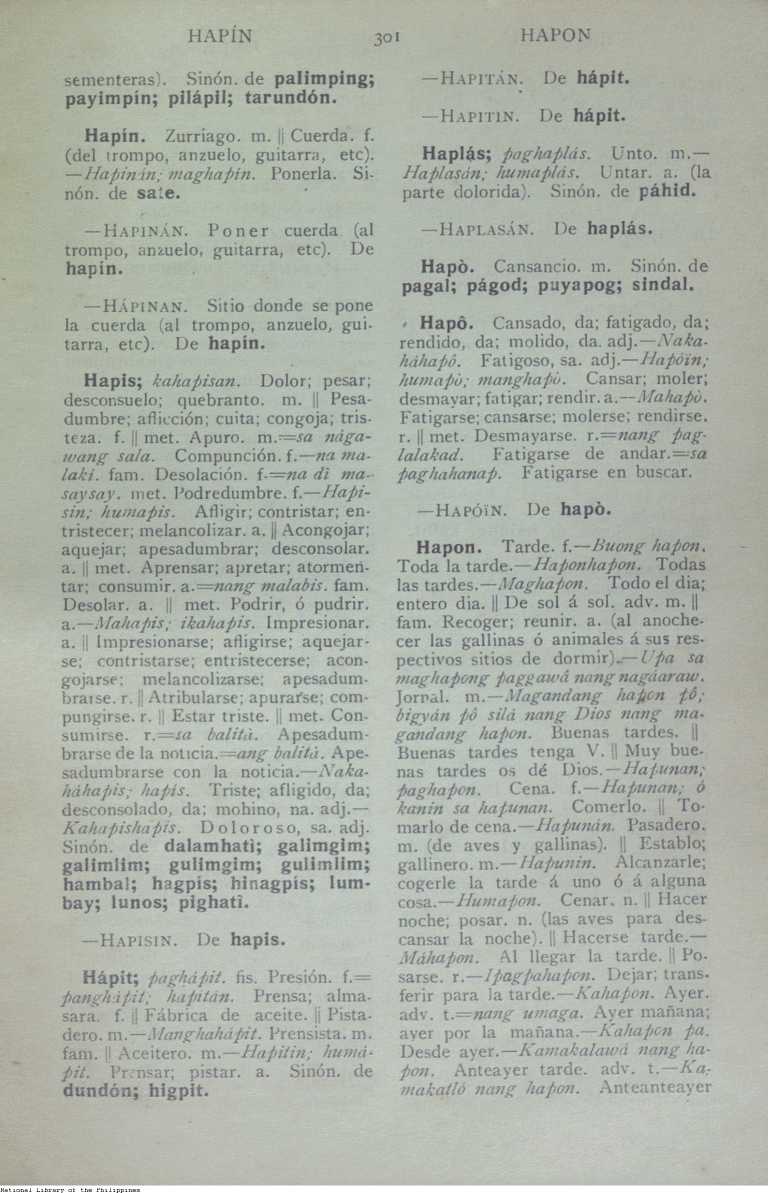 HAPÍN 301 HAPON
sementeras). Sinón. de palimping;
payimpín; pilápil; tarundón.
Hapín. Zurriago. m. || Cuerda. f.
(del trompo, anzuelo, guitarra, etc).
—Hapinín; maghapin. Ponerla. Si-
nón. de sale.
—HAPINÁN. Poner cuerda (al
trompo, anzuelo, guitarra, etc). De
hapín.
—HÁPINAN. Sitio donde se pone
la cuerda (al trompo, anzuelo, gui-
tarra, etc). De hapin.
Hapis; kahapisan. Dolor; pesar;
desconsuelo; quebranto. m. || Pesa-
dumbre; aflicción; cuita; congoja; tris-
teza. f. || met. Apuro. m.=sa nága-
wang sala. Compunción. f.—na ma-
laki. fam. Desolación. f.=na di ma-
saysay. met. Podredumbre. f.—Hapi-
sin; humapis. Afligir; contristar; en-
tristecer; melancolizar. a. || Acongojar;
aquejar; apesadumbrar; desconsolar.
a. || met. Aprensar; apretar; atormen-
tar; consumir. a.=nang malabis. fam.
Desolar. a. || met. Podrir, ó pudrir.
a.—Mahapis; ikahapis. Impresionar.
a. || Impresionarse; afligirse; aquejar-
se; contristarse; entristecerse; acon-
gojarse; melancolizarse; apesadum-
brarse. r. || Atribularse; apurarse; com-
pungirse. r. || Estar triste. || met. Con-
sumirse. r.=sa balitá. Apesadum-
brarse de la noticia.=ang balitá. Ape-
sadumbrarse con la noticia.—Naka-
háhapis; hapis. Triste; afligido, da;
desconsolado, da; mohino, na. adj.—
Kahapishapis. Doloroso, sa. adj.
Sinón. de dalamhati; galimgim;
galimlim; gulimgim; gulimlim;
hambal; hagpis; hinagpis; lum-
bay; lunos; pighati.
—HAPISIN. De hapis.
Hápit; paghápit. fis. Presión. f.=
panghápit; hapitán. Prensa; alma-
sara. f. || Fábrica de aceite. || Pista-
dero. m.—Manghahápit. Prensista. m.
fam. || Aceitero. m.—Hapitin; humá-
pit. Prensar; pistar. a. Sinón. de
dundón; higpit.
—HAPITÁN. De hápit.
—HAPITIN. De hápit.
Haplás; paghaplás. Unto. m.—
Haplasán; humaplás. Untar. a. (la
parte dolorida). Sinón. de páhid.
—HAPLASÁN. De haplás.
Hapò. Cansancio. m. Sinón. de
pagal; págod; puyapog; sindal.
Hapô. Cansado, da; fatigado, da;
rendido, da; molido, da. adj.—Naka-
háhapô. Fatigoso, sa. adj.—Hapóin;
humapò; manghapò. Cansar; moler;
desmayar; fatigar; rendir. a.—Mahapò.
Fatigarse; cansarse; molerse; rendirse.
r. || met. Desmayarse. r.=nang pag-
lalakad. Fatigarse de andar.=sa
paghahanap. Fatigarse en buscar.
—HAPÓÏN. De hapò.
Hapon. Tarde. f.—Buong hapon.
Toda la tarde.—Haponhapon. Todas
las tardes.—Maghapon. Todo el dia;
entero dia. || De sol á sol. adv. m. ||
fam. Recoger; reunir. a. (al anoche-
cer las gallinas ó animales á sus res-
pectivos sitios de dormir).—Upa sa
maghapong paggawá nang nagáaraw.
Jornal. m.—Magandang hapon pô;
bigyán pô silá nang Dios nang ma-
gandang hapon. Buenas tardes. ||
Buenas tardes tenga V. || Muy bue-
nas tardes os dé Dios.—Hapunan;
paghapon. Cena. f.—Hapunan; ó
kanin sa hapunan. Comerlo. || To-
marlo de cena.—Hapunán. Pasadero.
m. (de aves y gallinas). || Establo;
gallinero. m.—Hapunin. Alcanzarle;
cogerle la tarde á uno ó á alguna
cosa.—Humapon. Cenar. n. || Hacer
noche; posar. n. (las aves para des-
cansar la noche). || Hacerse tarde.—
Máhapon. Al llegar la tarde. || Po-
sarse. r.—Ipagpahapon. Dejar; trans-
ferir para la tarde.—Kahapon. Ayer.
adv. t.=nang umaga. Ayer mañana;
ayer por la mañana.—Kahapon pa.
Desde ayer.—Kamakalawá nang ha-
pon. Anteayer tarde. adv. t.—Ka-
makatló nang hapon. Anteanteayer
National Library of the Philippines